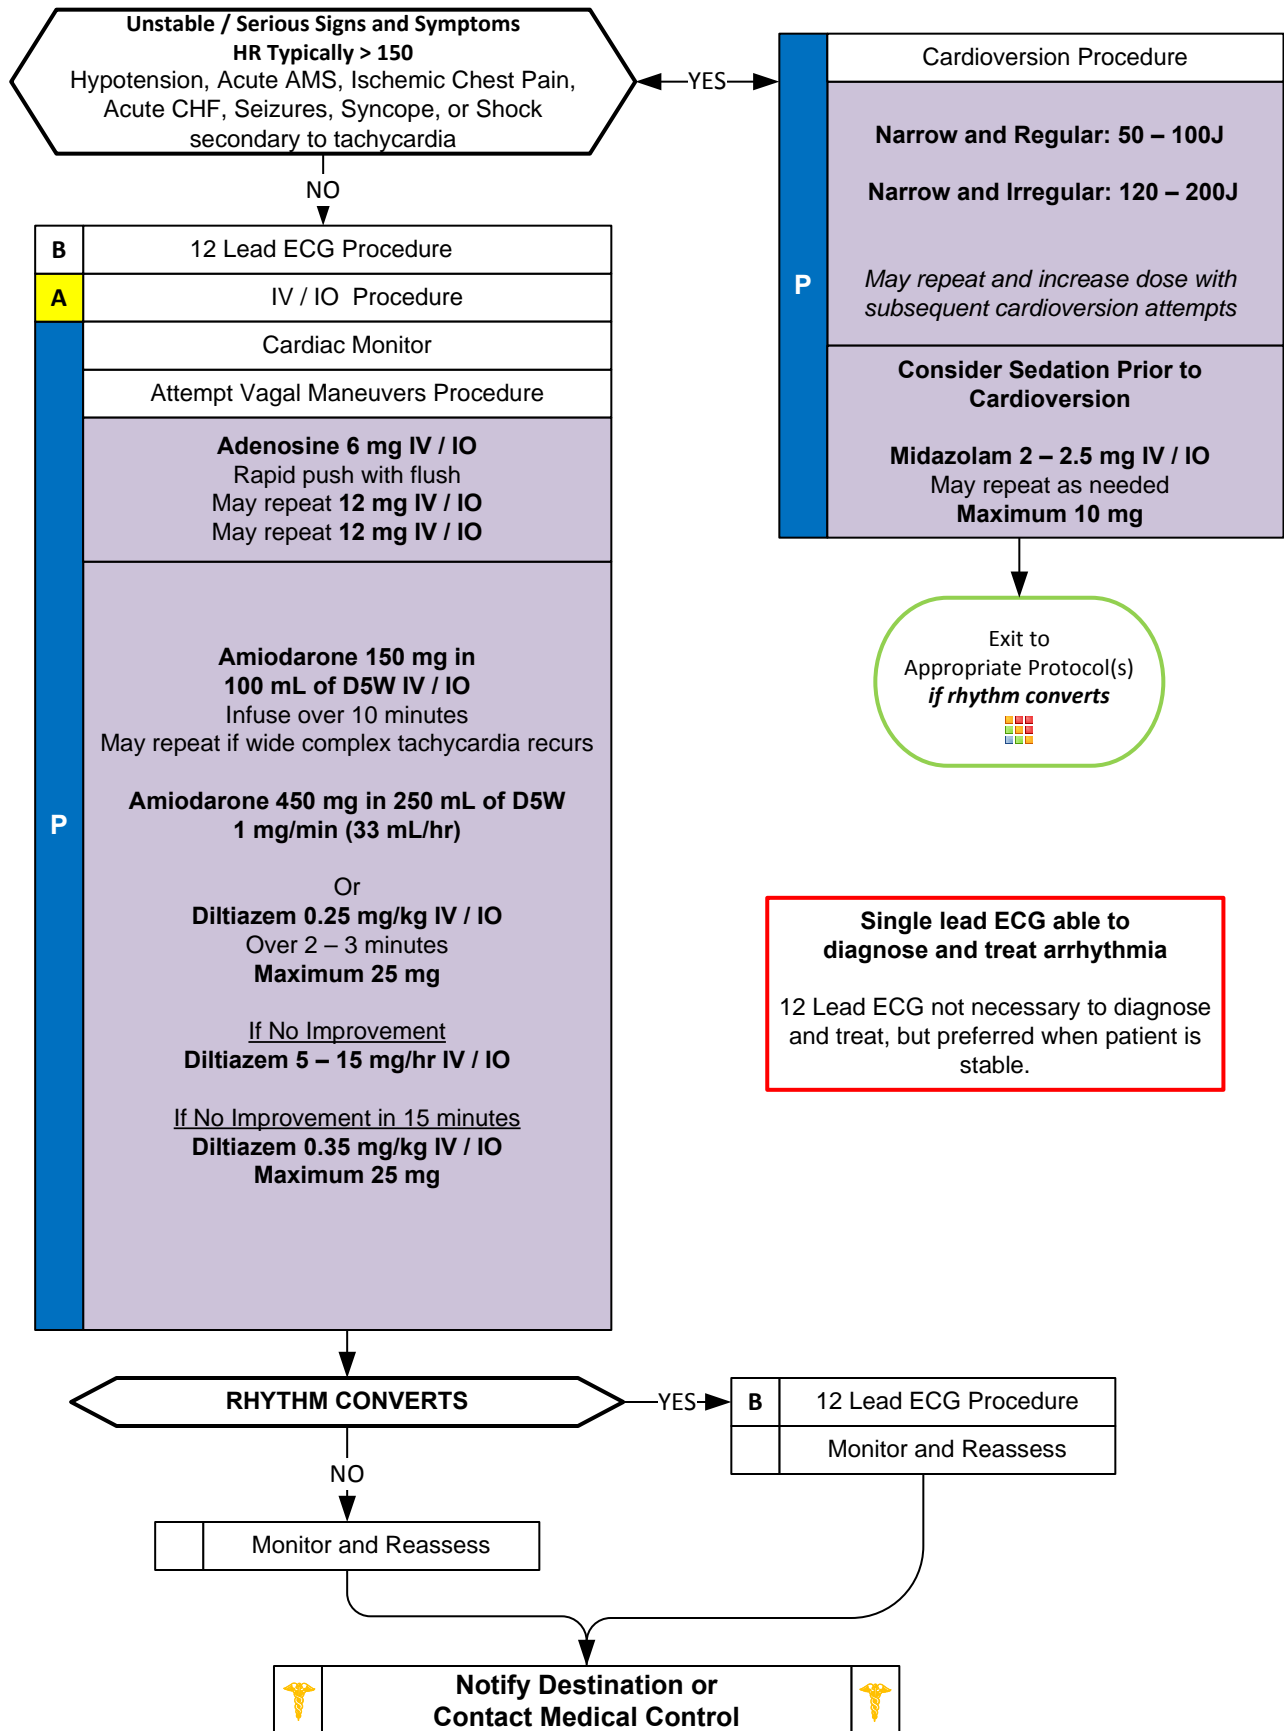 Unstable / Serious Signs and Symptoms
HR Typically > 150
Hypotension, Acute AMS, Ischemic Chest Pain,
Acute CHF, Seizures, Syncope, or Shock
secondary to tachycardia
YES
NO
P
Cardioversion Procedure
Narrow and Regular: 50 – 100J
Narrow and Irregular: 120 – 200J
May repeat and increase dose with
subsequent cardioversion attempts
Consider Sedation Prior to
Cardioversion
Midazolam 2 – 2.5 mg IV / IO
May repeat as needed
Maximum 10 mg
Exit to
Appropriate Protocol(s)
if rhythm converts
B
12 Lead ECG Procedure
A
IV / IO Procedure
P
Cardiac Monitor
Attempt Vagal Maneuvers Procedure
Adenosine 6 mg IV / IO
Rapid push with flush
May repeat 12 mg IV / IO
May repeat 12 mg IV / IO
Amiodarone 150 mg in
100 mL of D5W IV / IO
Infuse over 10 minutes
May repeat if wide complex tachycardia recurs
Amiodarone 450 mg in 250 mL of D5W
1 mg/min (33 mL/hr)
Or
Diltiazem 0.25 mg/kg IV / IO
Over 2 – 3 minutes
Maximum 25 mg
If No Improvement
Diltiazem 5 – 15 mg/hr IV / IO
If No Improvement in 15 minutes
Diltiazem 0.35 mg/kg IV / IO
Maximum 25 mg
Single lead ECG able to
diagnose and treat arrhythmia
12 Lead ECG not necessary to diagnose
and treat, but preferred when patient is
stable.
RHYTHM CONVERTS
YES
B
12 Lead ECG Procedure
Monitor and Reassess
NO
Monitor and Reassess
Notify Destination or
Contact Medical Control